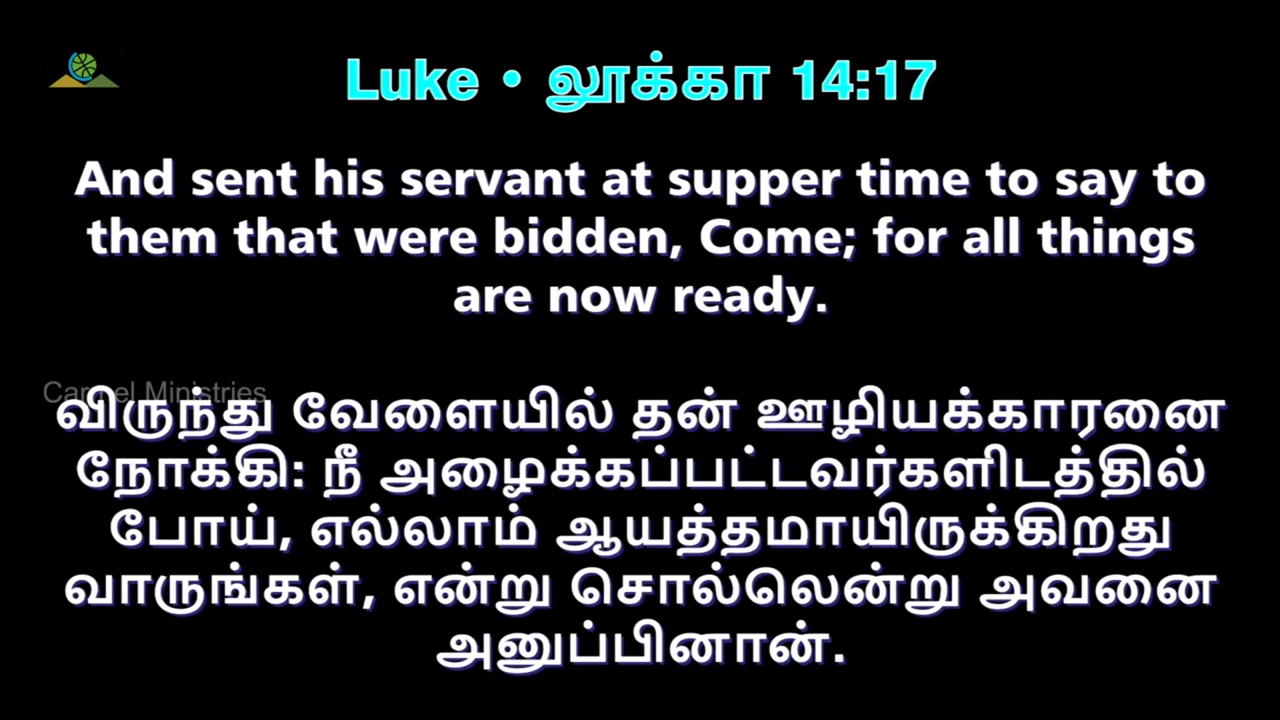 Luke • லூக்கா 14:17
And sent his servant at supper time to say to
them that were bidden, Come; for all things
are now ready.
Carmel Ministries
விருந்து வேளையில் தன் ஊழியக்காரனை
நோக்கி: நீ அழைக்கப்பட்டவர்களிடத்தில்
போய், எல்லாம் ஆயத்தமாயிருக்கிறது
வாருங்கள், என்று சொல்லென்று அவனை
அனுப்பினான்.